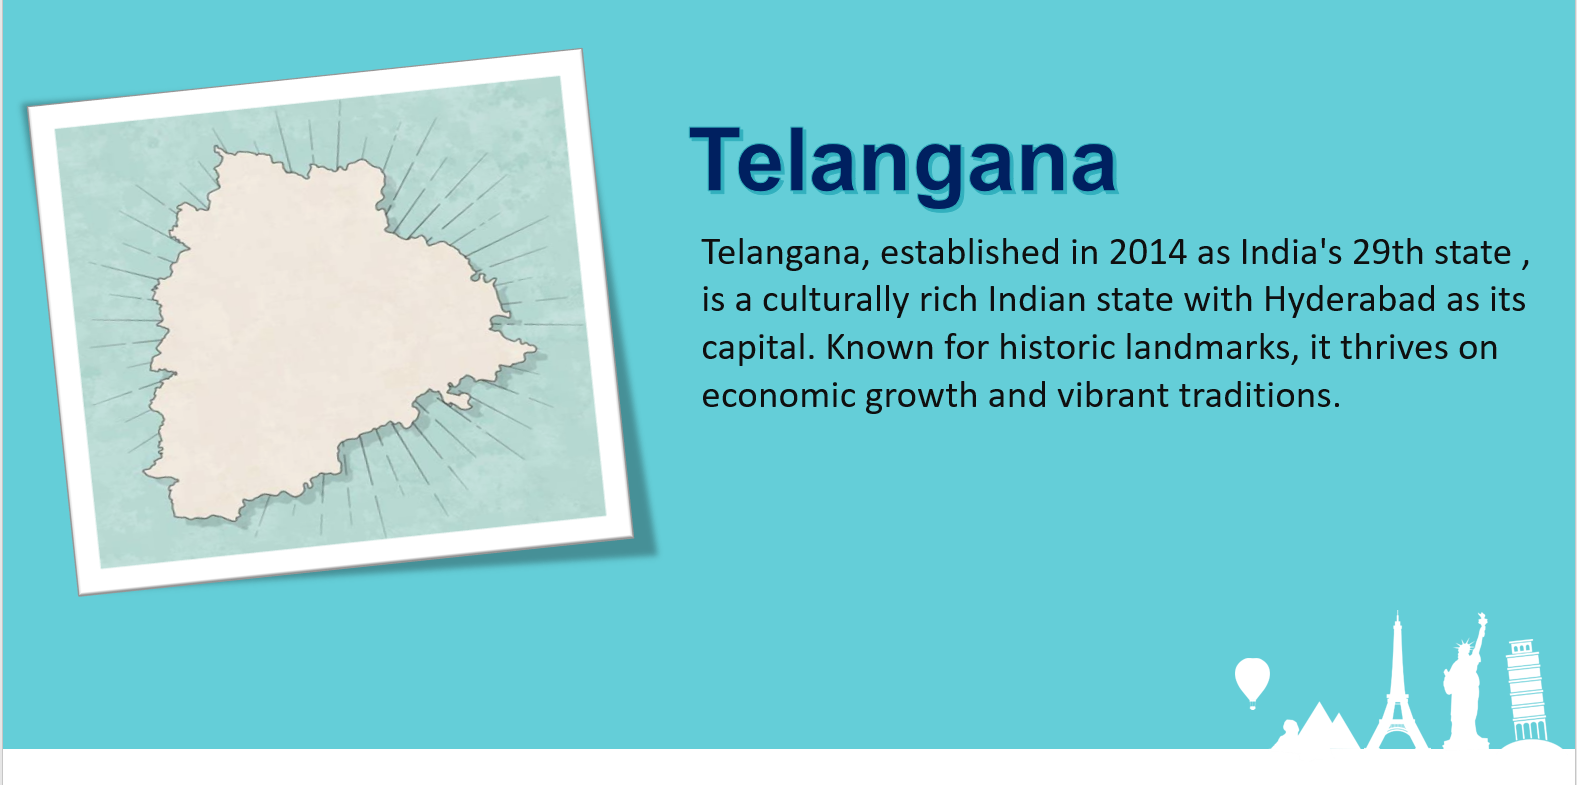 Telangana
Telangana, established in 2014 as India's 29th state ,
is a culturally rich Indian state with Hyderabad as its
capital. Known for historic landmarks, it thrives on
economic growth and vibrant traditions.